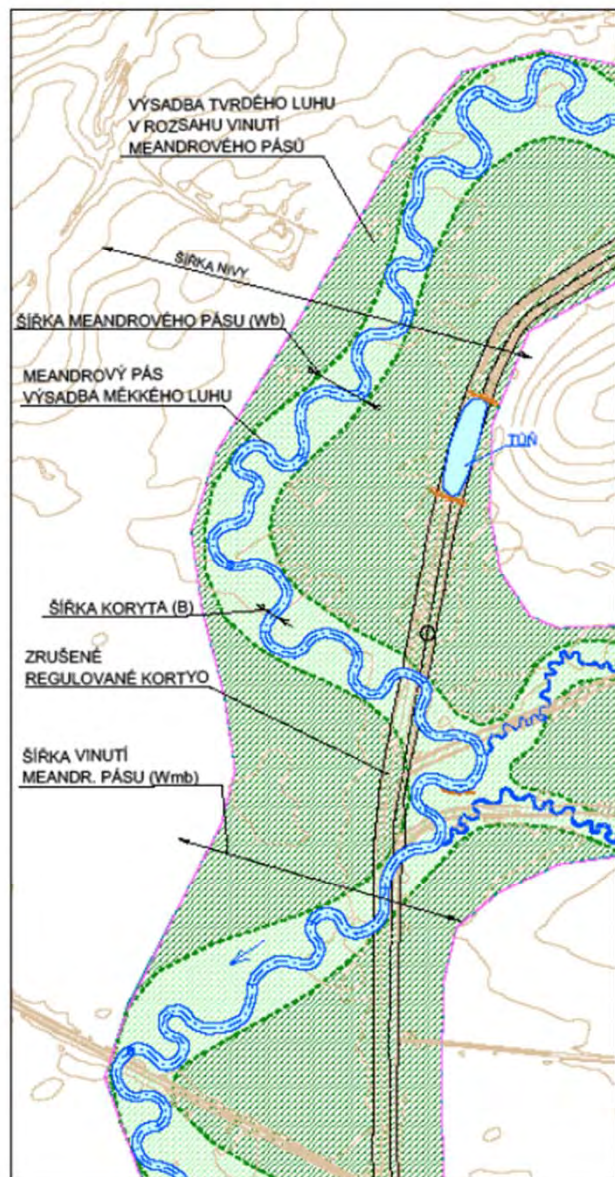 VÝSADBA TVRDÉHO LUHU
V ROZSAHU VINUTÍ
MEANDROVÉHO PÁSŮ
ŠÍŘKA NIVY
ŠÍŘKA MEANDROVÉHO PÁSU (Wb)
MEANDROVÝ PÁS
VÝSADBA MĚKKÉHO LUHU
TŮŇ
ŠÍŘKA KORYTA (B)
ZRUŠENÉ
REGULOVANÉ KORTYO
ŠÍŘKA VINUTÍ
MEANDR. PÁSU (Wmb)